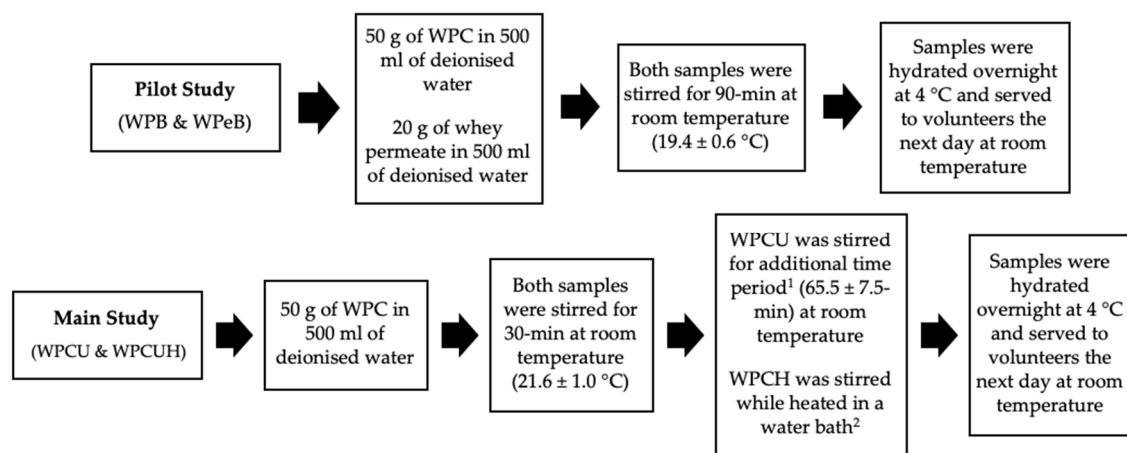 Pilot Study
(WPB & WPeB)
50 g of WPC in 500
ml of deionised
water
20 g of whey
permeate in 500 ml
of deionised water
Both samples were
stirred for 90-min at
room temperature
(19.4 ± 0.6 °C)
Samples were
hydrated overnight
at 4 °C and served
to volunteers the
next day at room
temperature
Main Study
(WPCU & WPCUH)
50 g of WPC in
500 ml of
deionised water
Both samples
were stirred for
30-min at room
temperature
(21.6 ± 1.0 °C)
WPCU was stirred
for additional time
period¹ (65.5 ± 7.5-
min) at room
temperature
WPCH was stirred
while heated in a
water bath²
Samples were
hydrated
overnight at 4 °C
and served to
volunteers the
next day at room
temperature